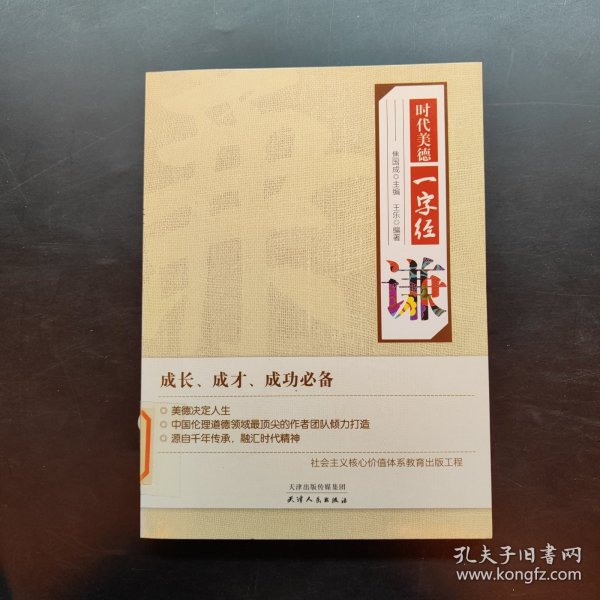 时代美德
一字经
谦
焦国成◎主编 王乐◎编著
成长、成才、成功必备
美德决定人生
中国伦理道德领域最顶尖的作者团队倾力打造
源自千年传承，融汇时代精神
社会主义核心价值体系教育出版工程
天津出版传媒集团
天津人民出版社
孔夫子旧书网
www.kongfz.com